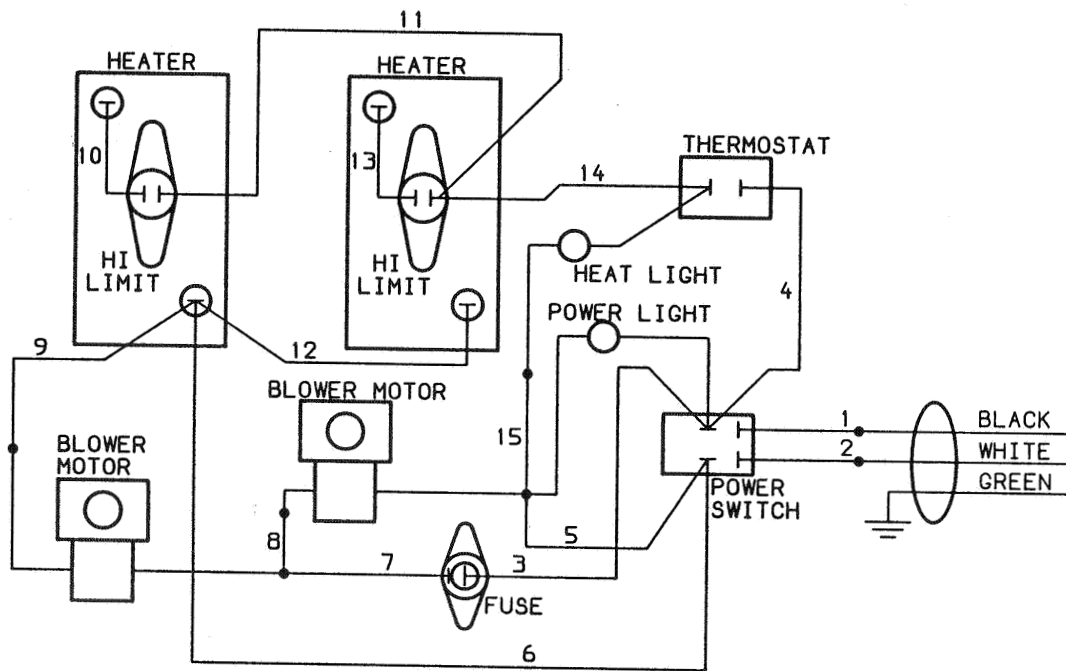 11
HEATER
HEATER
10
13
14
THERMOSTAT
HI
LIMIT
HI
LIMIT
HEAT LIGHT
4
POWER LIGHT
9
12
BLOWER MOTOR
BLOWER
MOTOR
15
1
BLACK
2
WHITE
GREEN
POWER
SWITCH
8
5
7
3
FUSE
6